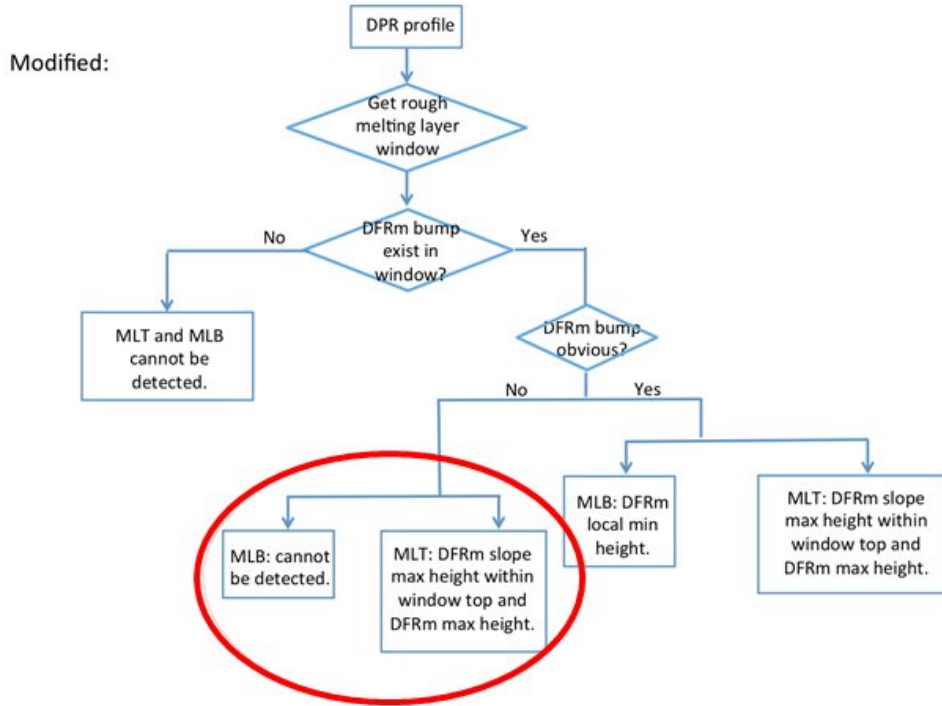 DPR profile
Modified:
Get rough
melting layer
window
DFRm bump
exist in
window?
No
Yes
MLT and MLB
cannot be
detected.
DFRm bump
obvious?
No
Yes
MLB: cannot
be detected.
MLT: DFRm slope
max height within
window top and
DFRm max height.
MLB: DFRm
local min
height.
MLT: DFRm slope
max height within
window top and
DFRm max height.